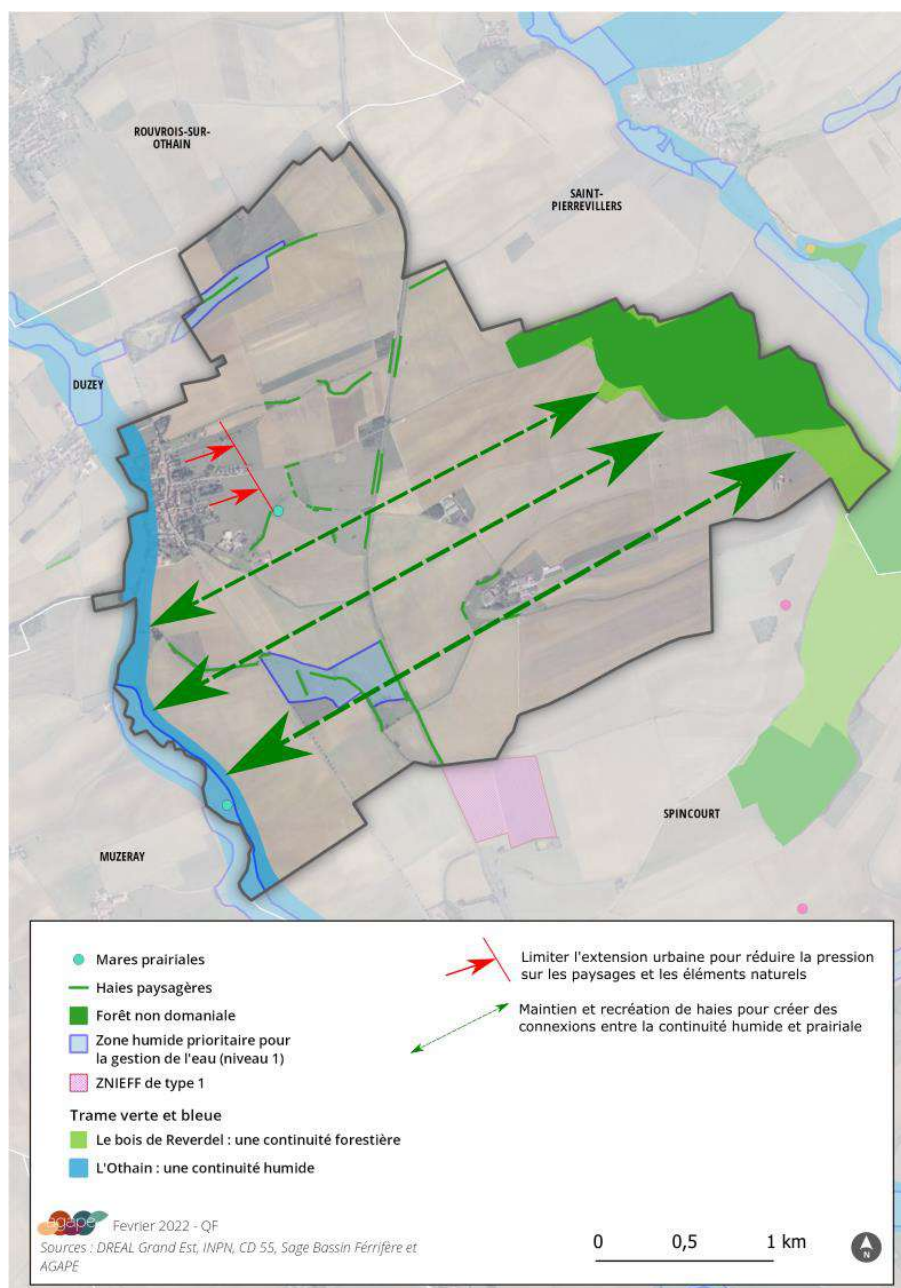 ROUVROIS-SUR-
OTHAIN
SAINT-
PIERREVILLERS
DUZEY
SPINCOURT
MUZERAY
Mares prairiales
Haies paysagères
Forêt non domaniale
Zone humide prioritaire pour
la gestion de l'eau (niveau 1)
ZNIEFF de type 1
Trame verte et bleue
Le bois de Reverdel : une continuité forestière
L'Othain : une continuité humide
Limiter l'extension urbaine pour réduire la pression
sur les paysages et les éléments naturels
Maintien et recréation de haies pour créer des
connexions entre la continuité humide et prairiale
agape Fevrier 2022 - QF
Sources : DREAL Grand Est, INPN, CD 55, Sage Bassin Férrifère et
AGAPE
0 0,5 1 km
N